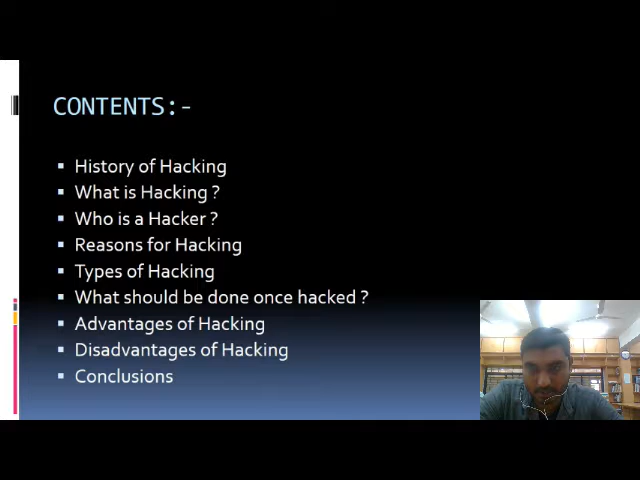 CONTENTS:-
History of Hacking
What is Hacking ?
Who is a Hacker ?
Reasons for Hacking
Types of Hacking
What should be done once hacked ?
Advantages of Hacking
Disadvantages of Hacking
Conclusions